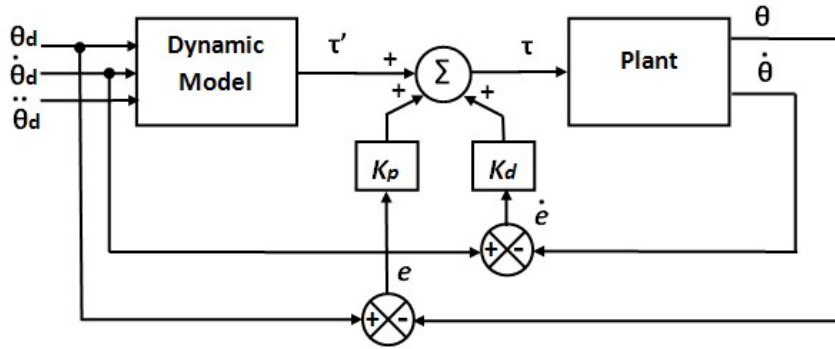 θd
θ̇d
θ̈d
Dynamic
Model
τ'
+
+
+
Σ
τ
Plant
θ
θ̇
Kp
Kd
ė
+
-
e
+
-